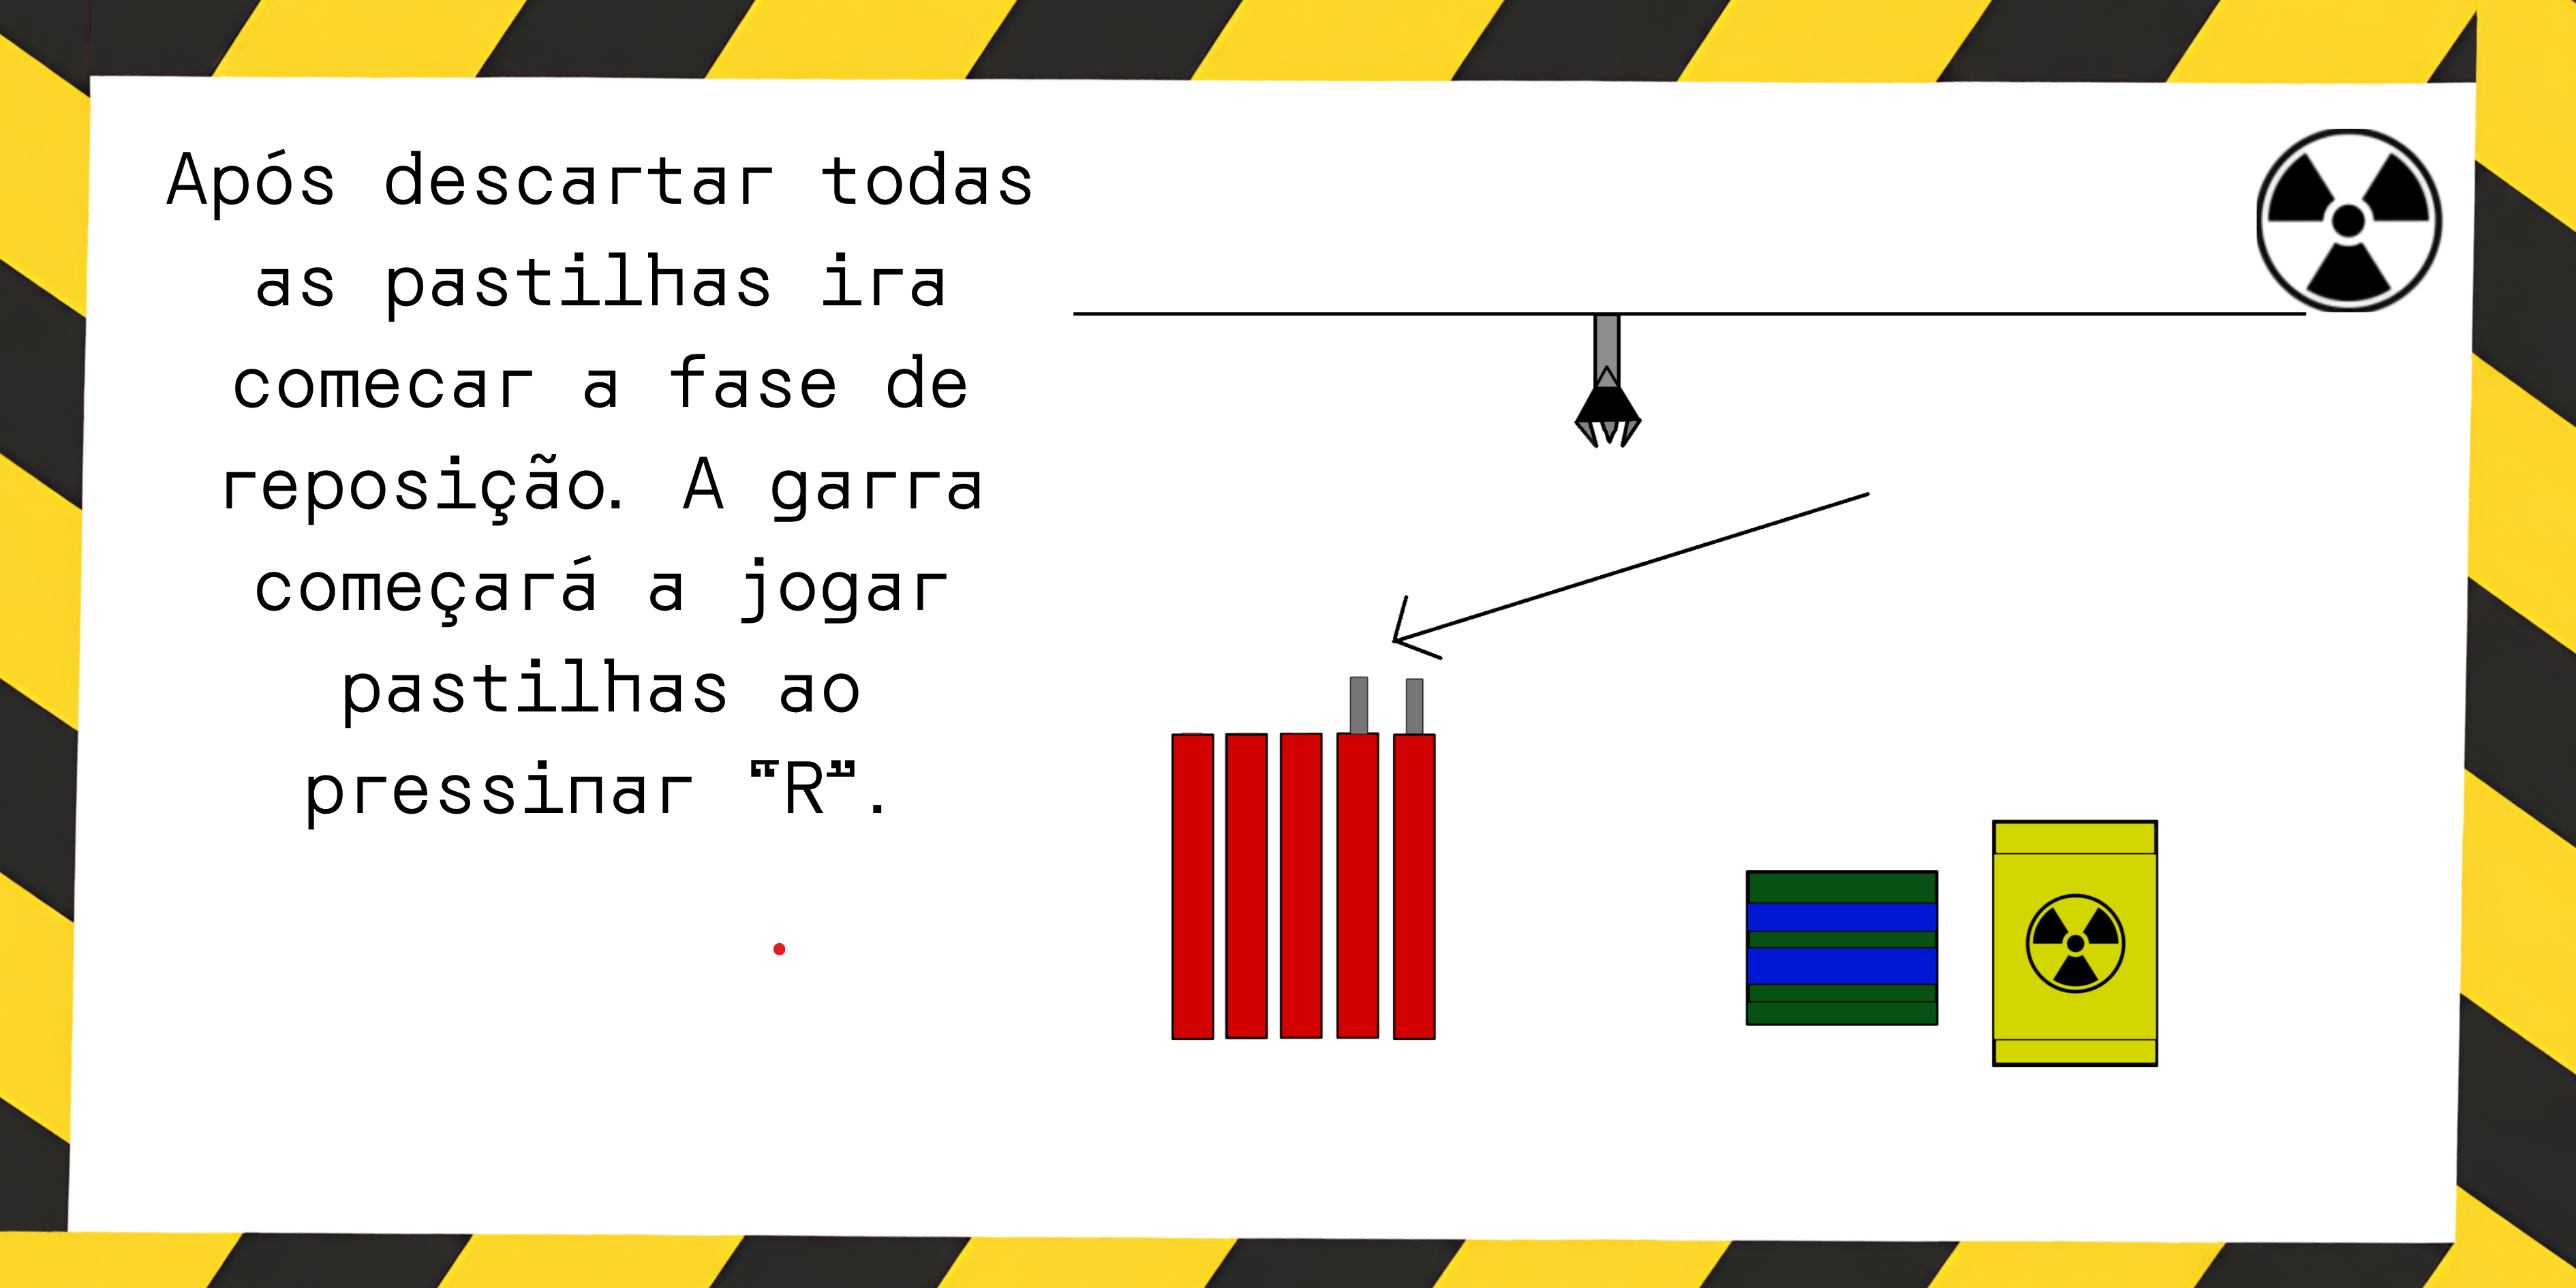 Após descartar todas
as pastilhas ira
comecar a fase de
reposição. A garra
começará a jogar
pastilhas ao
pressinar "R".